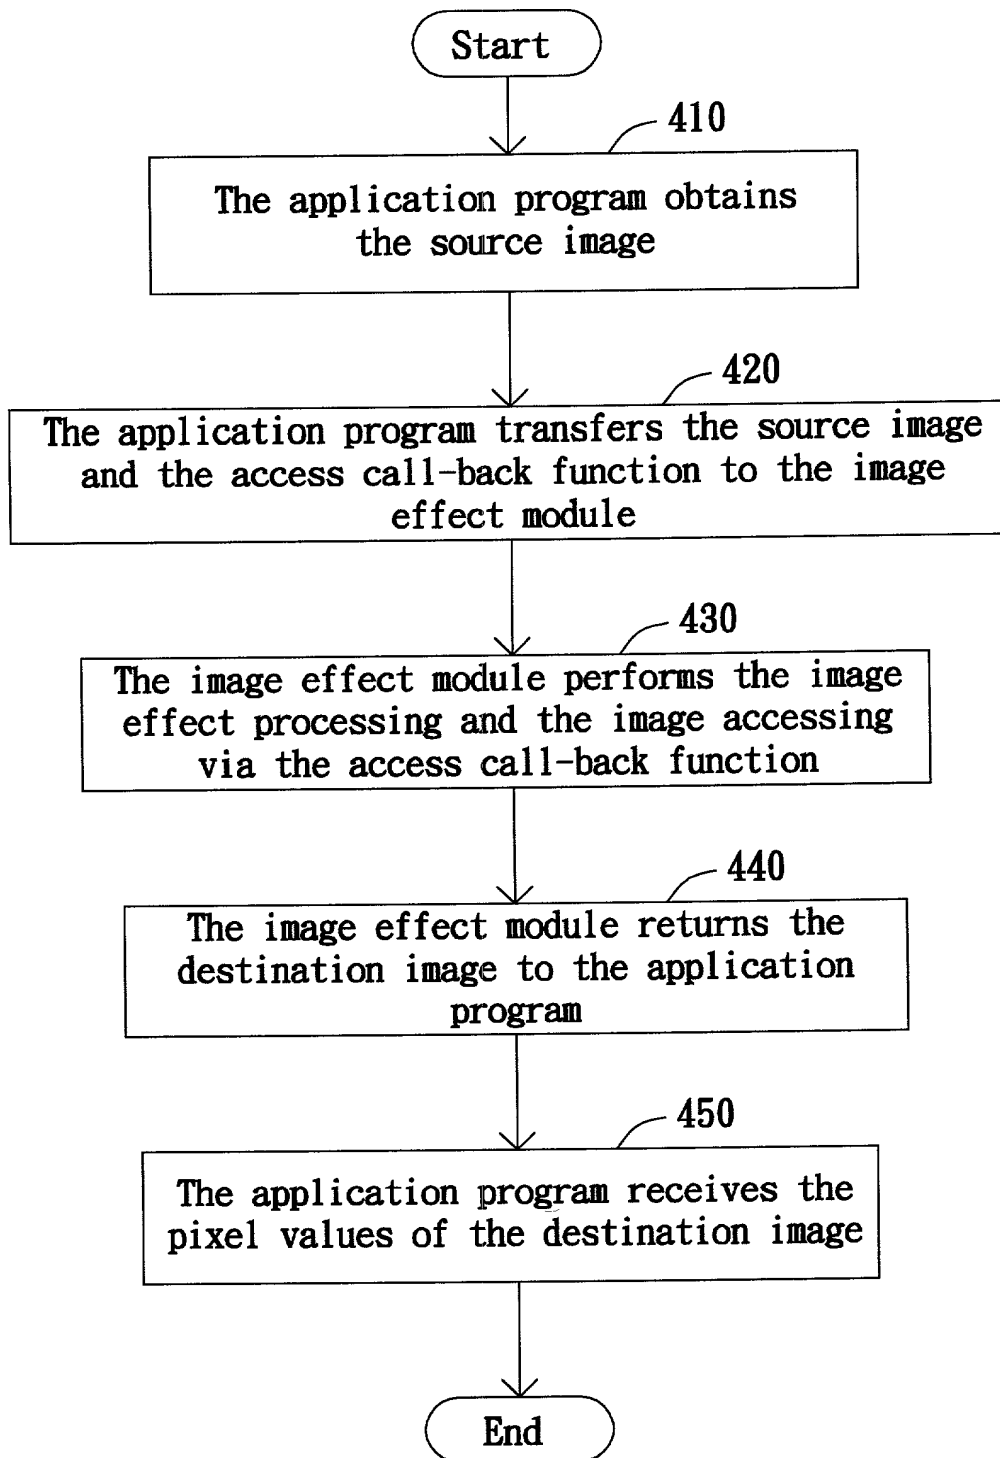 Start
410
The application program obtains
the source image
420
The application program transfers the source image
and the access call-back function to the image
effect module
430
The image effect module performs the image
effect processing and the image accessing
via the access call-back function
440
The image effect module returns the
destination image to the application
program
450
The application program receives the
pixel values of the destination image
End